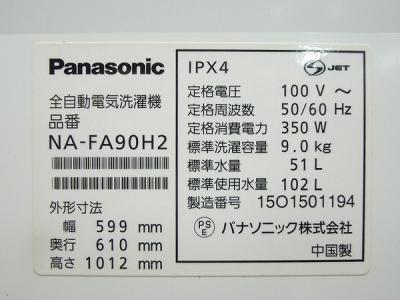 Panasonic
全自動電気洗濯機
品番
NA-FA90H2
外形寸法
幅 599 mm
奥行 610 mm
高さ 1012 mm
IPX4
S JET
定格電圧 100 V ~
定格周波数 50/60 Hz
定格消費電力 350 W
標準洗濯容量 9.0 kg
標準水量 51 L
標準使用水量 102 L
製造番号 15O1501194
PS E パナソニック株式会社
中国製